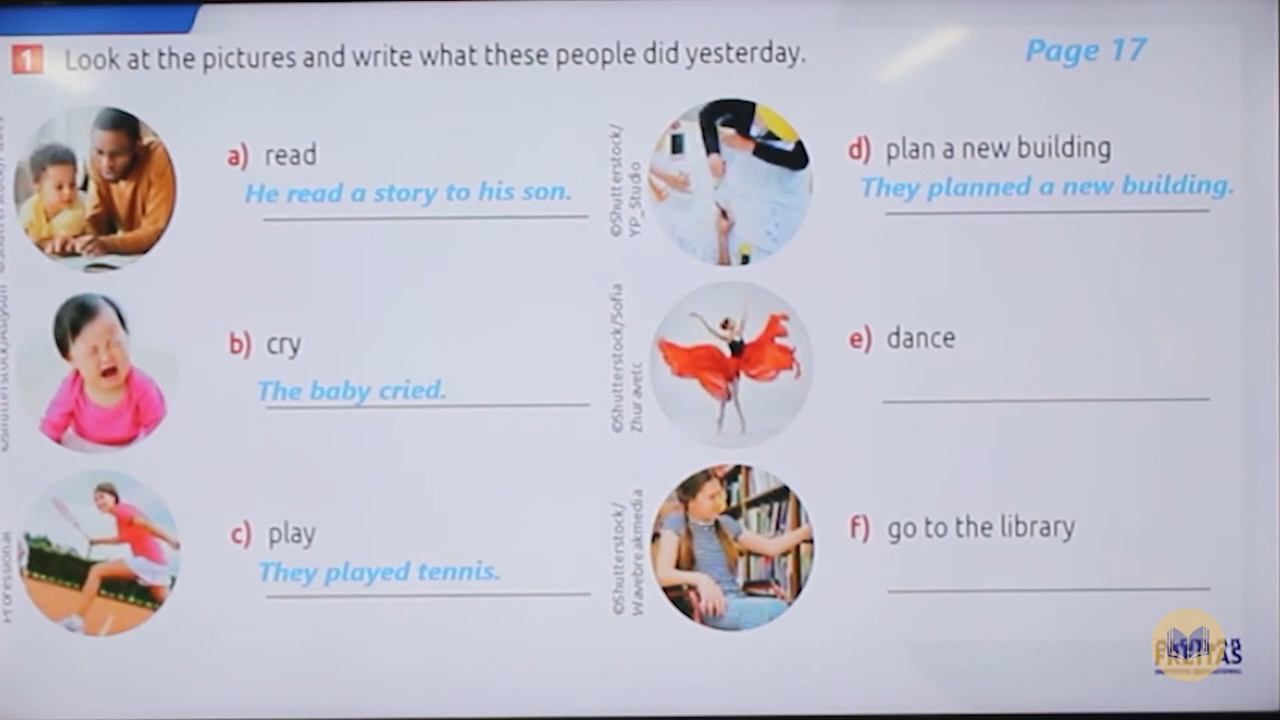 1 Look at the pictures and write what these people did yesterday.
Page 17
a) read
He read a story to his son.
b) cry
The baby cried.
c) play
They played tennis.
©Shutterstock/
YP_Studio
d) plan a new building
They planned a new building.
©Shutterstock/Sofia
Zhuravetc
e) dance
©Shutterstock/
Wavebreakmedia
f) go to the library
FREITAS